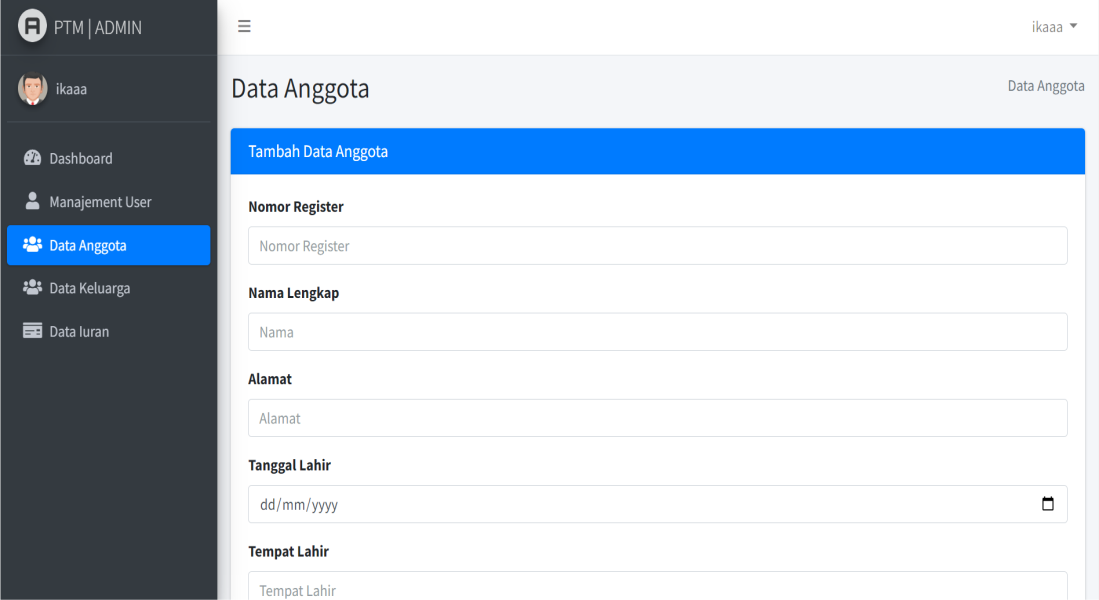 PTM | ADMIN
ikaaa
ikaaa
Dashboard
Manajement User
Data Anggota
Data Keluarga
Data Iuran
Data Anggota
Data Anggota
Tambah Data Anggota
Nomor Register
Nomor Register
Nama Lengkap
Nama
Alamat
Alamat
Tanggal Lahir
dd/mm/yyyy
Tempat Lahir
Tempat Lahir